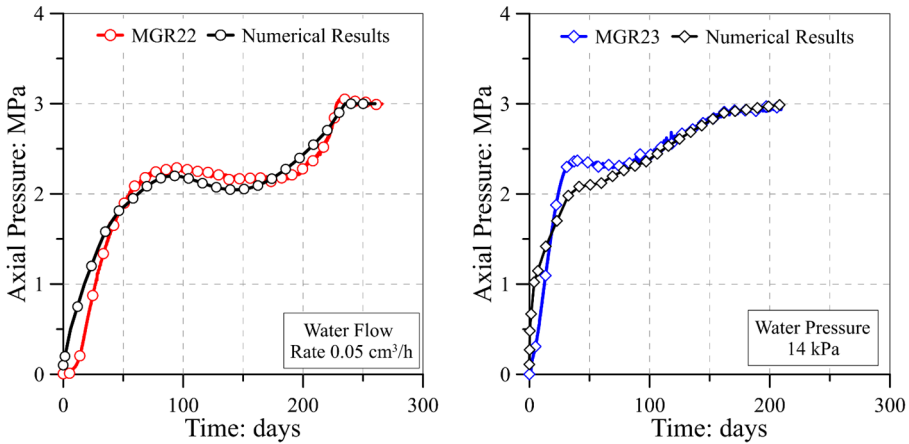 MGR22 Numerical Results
Axial Pressure: MPa
4
3
2
1
0
0 100 200 300
Time: days
Water Flow
Rate 0.05 cm³/h
MGR23 Numerical Results
Axial Pressure: MPa
4
3
2
1
0
0 100 200 300
Time: days
Water Pressure
14 kPa